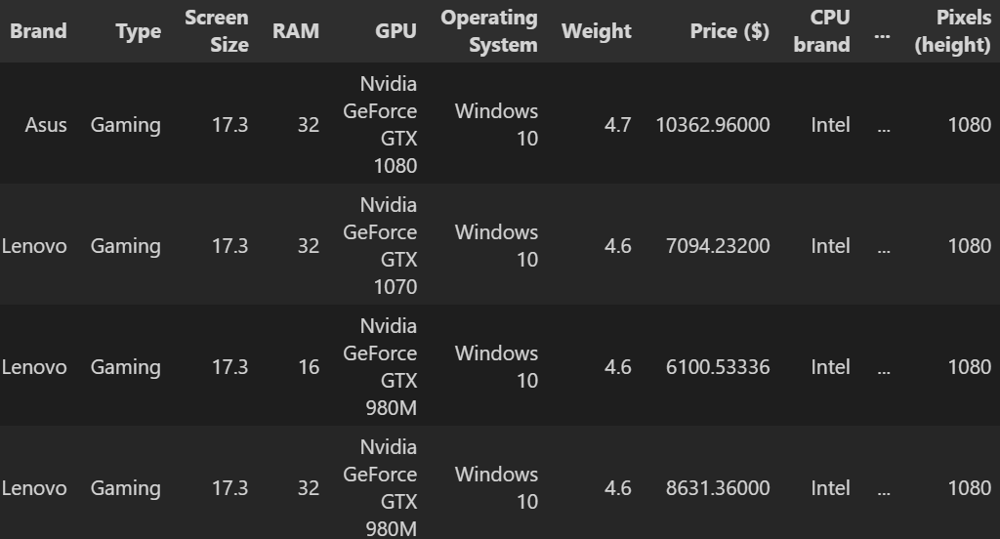 Brand Type Screen Size RAM GPU Operating System Weight Price ($) CPU brand ... Pixels (height)
Asus Gaming 17.3 32 Nvidia GeForce GTX 1080 Windows 10 4.7 10362.96000 Intel ... 1080
Lenovo Gaming 17.3 32 Nvidia GeForce GTX 1070 Windows 10 4.6 7094.23200 Intel ... 1080
Lenovo Gaming 17.3 16 Nvidia GeForce GTX 980M Windows 10 4.6 6100.53336 Intel ... 1080
Lenovo Gaming 17.3 32 Nvidia GeForce GTX 980M Windows 10 4.6 8631.36000 Intel ... 1080